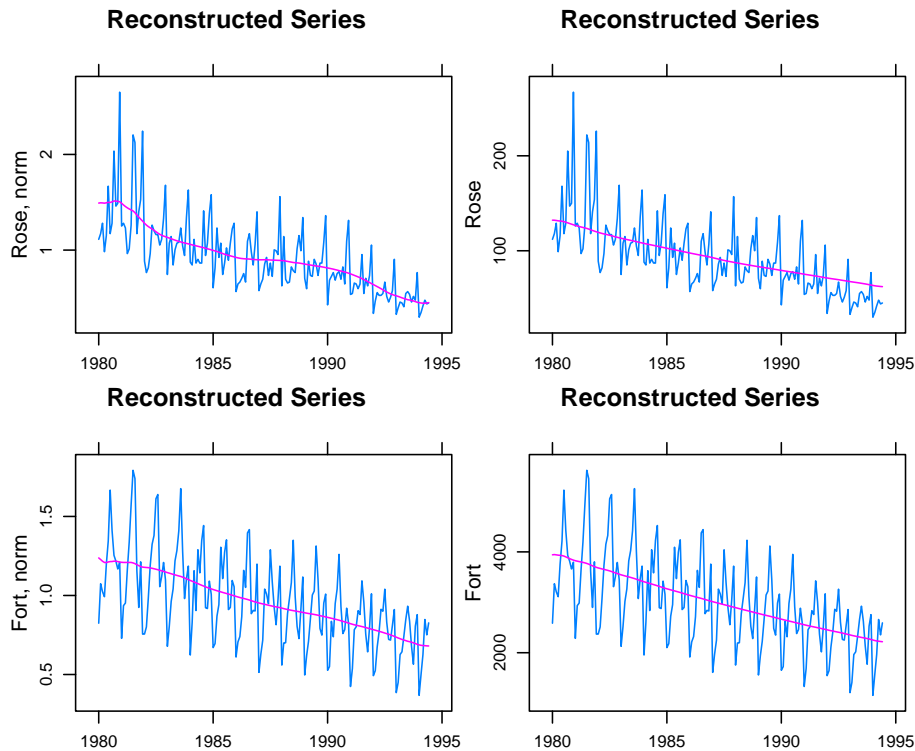 Reconstructed Series
Rose, norm
2
1
1980 1985 1990 1995
Reconstructed Series
Rose
200
100
1980 1985 1990 1995
Reconstructed Series
Fort, norm
1.5
1.0
0.5
1980 1985 1990 1995
Reconstructed Series
Fort
4000
2000
1980 1985 1990 1995